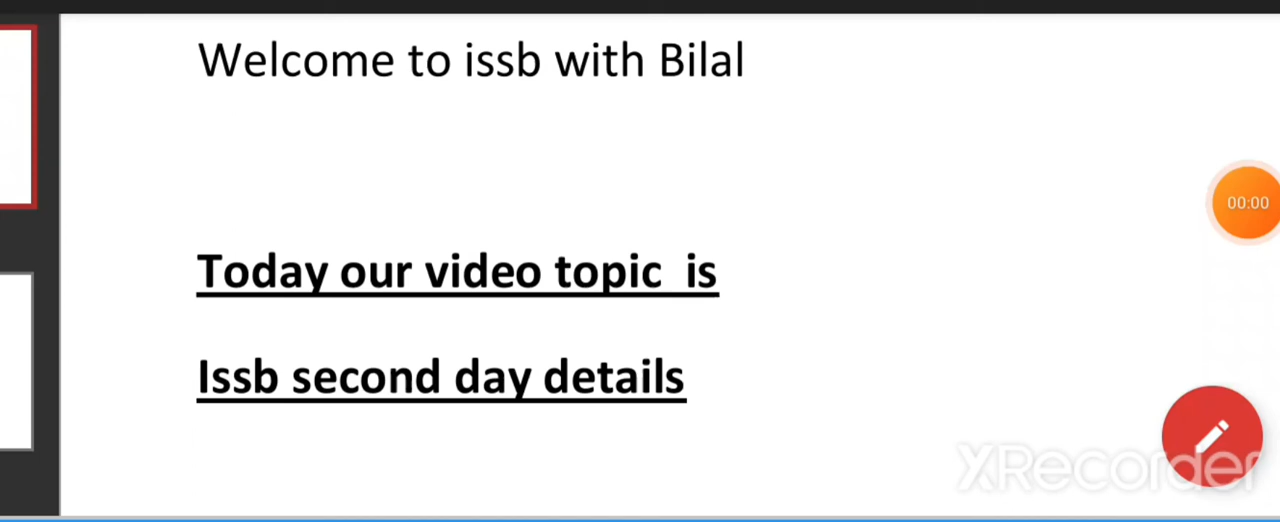 Welcome to issb with Bilal
00:00
Today our video topic  is
Issb second day details
XRecorder